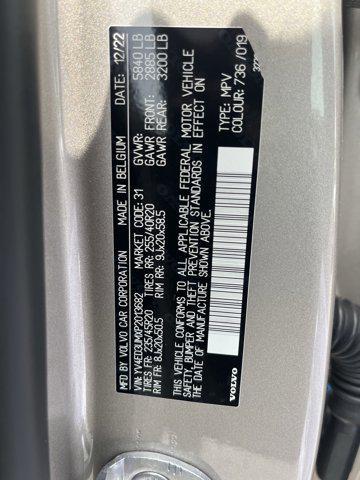 MFD. BY VOLVO CAR CORPORATION MADE IN BELGIUM DATE: 12/22
VIN: YV4ED3UMXP2013682 MARKET CODE: 31 GVWR: 5840 LB
TIRES FR: 235/45R20 TIRES RR: 255/40R20 GAWR FRONT: 2885 LB
RIM FR: 8Jx20x50.5 RIM RR: 9Jx20x58.5 GAWR REAR: 3200 LB
THIS VEHICLE CONFORMS TO ALL APPLICABLE FEDERAL MOTOR VEHICLE
SAFETY, BUMPER AND THEFT PREVENTION STANDARDS IN EFFECT ON
THE DATE OF MANUFACTURE SHOWN ABOVE.
TYPE: MPV
COLOUR: 736 /019
VOLVO